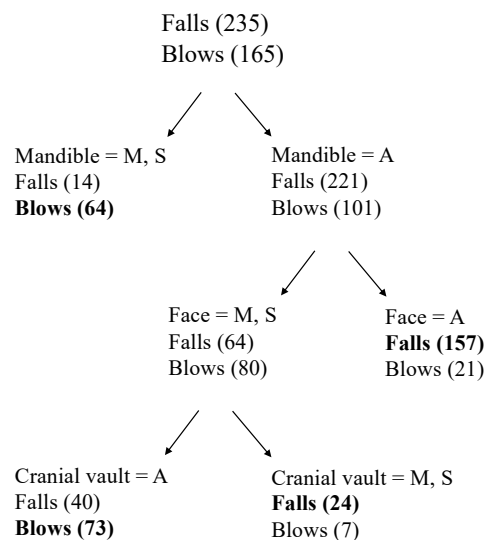 Falls (235)
Blows (165)
Mandible = M, S
Falls (14)
Blows (64)
Mandible = A
Falls (221)
Blows (101)
Face = M, S
Falls (64)
Blows (80)
Face = A
Falls (157)
Blows (21)
Cranial vault = A
Falls (40)
Blows (73)
Cranial vault = M, S
Falls (24)
Blows (7)